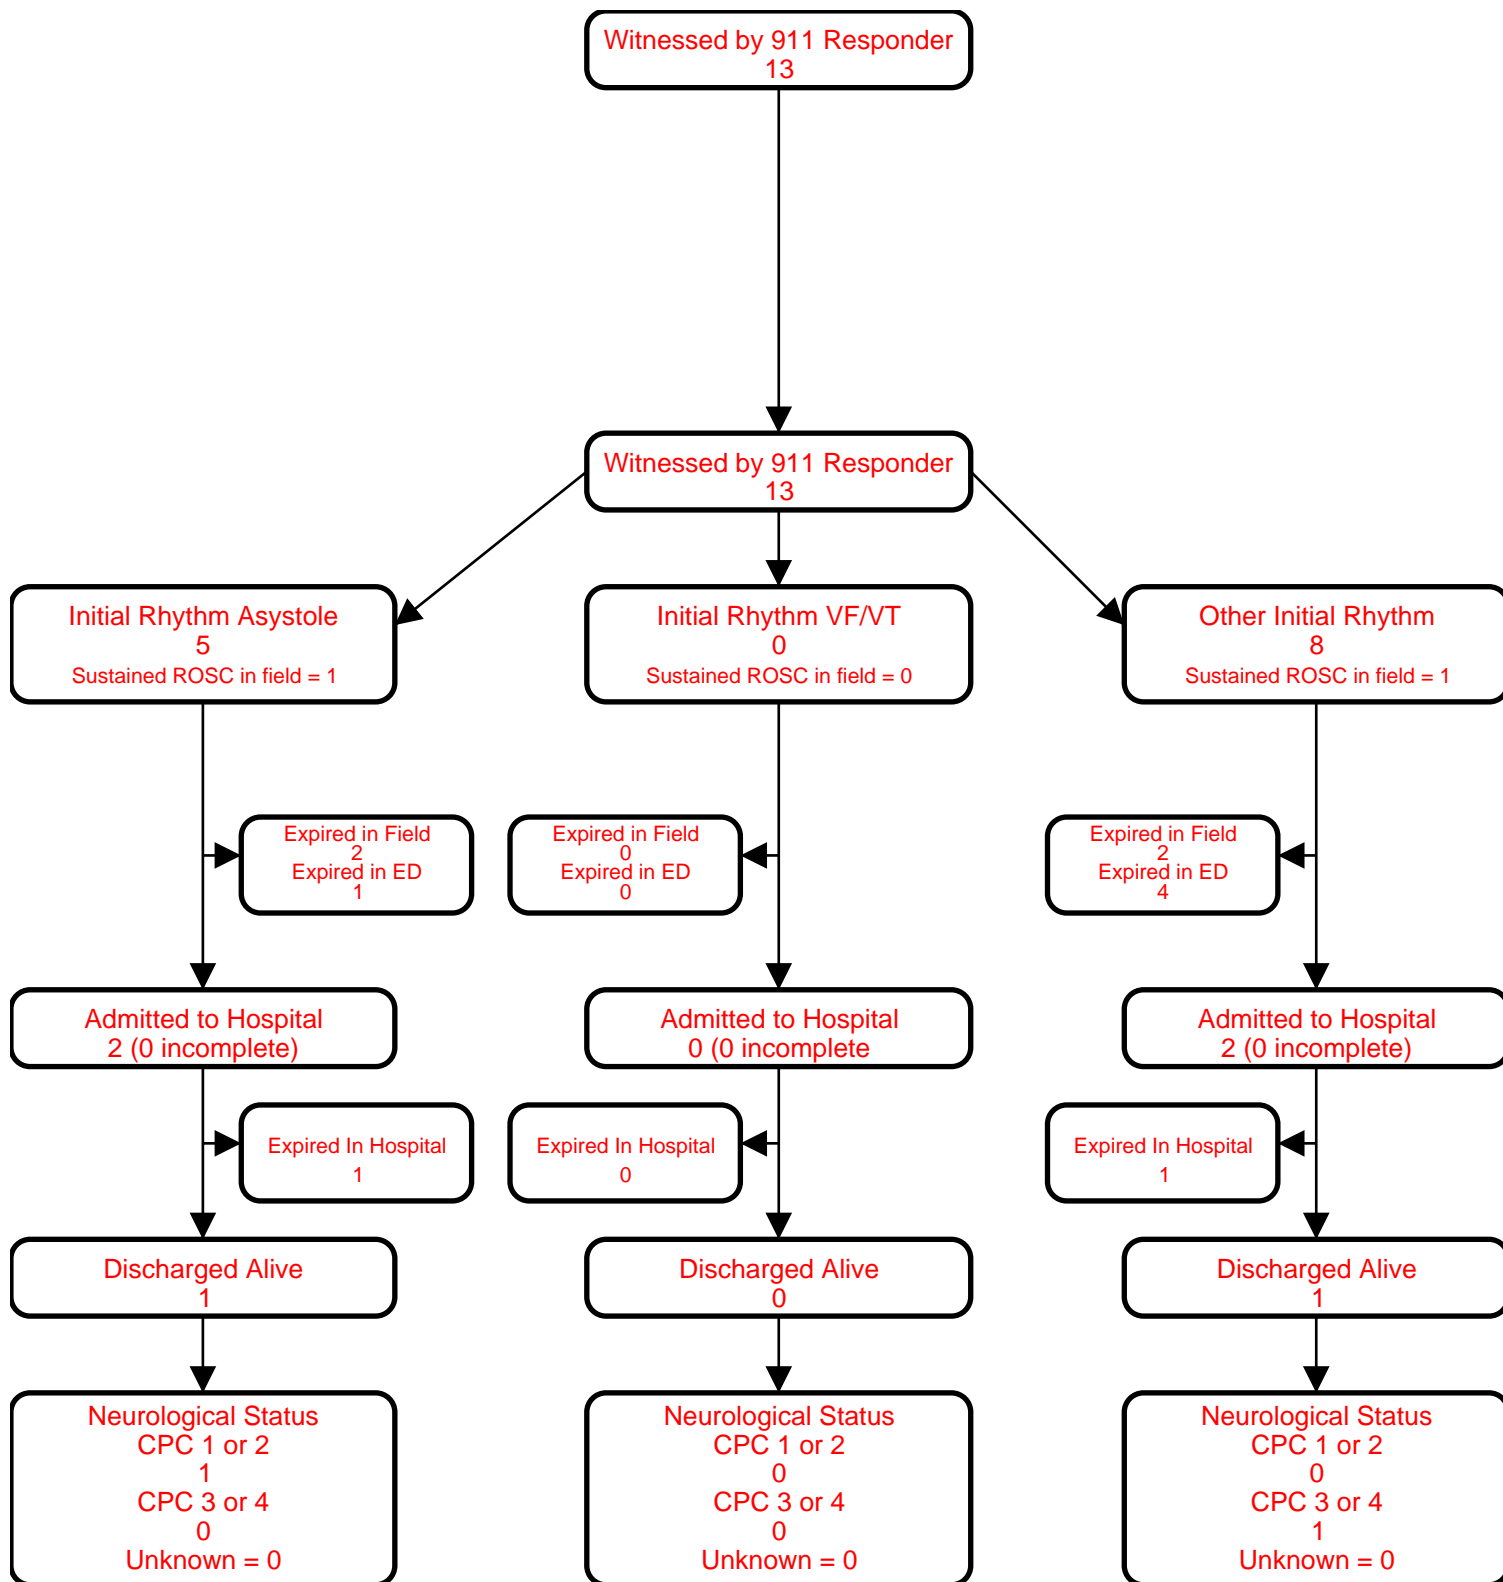 Witnessed by 911 Responder
13
Witnessed by 911 Responder
13
Initial Rhythm Asystole
5
Sustained ROSC in field = 1
Initial Rhythm VF/VT
0
Sustained ROSC in field = 0
Other Initial Rhythm
8
Sustained ROSC in field = 1
Expired in Field
2
Expired in ED
1
Expired in Field
0
Expired in ED
0
Expired in Field
2
Expired in ED
4
Admitted to Hospital
2 (0 incomplete)
Admitted to Hospital
0 (0 incomplete
Admitted to Hospital
2 (0 incomplete)
Expired In Hospital
1
Expired In Hospital
0
Expired In Hospital
1
Discharged Alive
1
Discharged Alive
0
Discharged Alive
1
Neurological Status
CPC 1 or 2
1
CPC 3 or 4
0
Unknown = 0
Neurological Status
CPC 1 or 2
0
CPC 3 or 4
0
Unknown = 0
Neurological Status
CPC 1 or 2
0
CPC 3 or 4
1
Unknown = 0